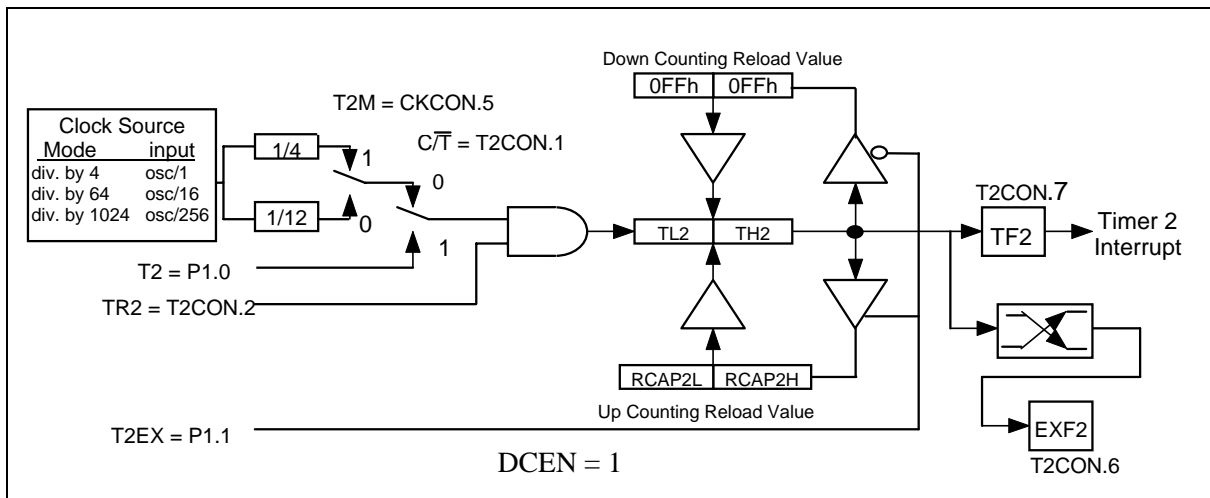 Clock Source
Mode input
div. by 4 osc/1
div. by 64 osc/16
div. by 1024 osc/256
1/4
1/12
T2M = CKCON.5
1
0
C/T̅ = T2CON.1
0
1
T2 = P1.0
TR2 = T2CON.2
T2EX = P1.1
Down Counting Reload Value
0FFh 0FFh
TL2 TH2
RCAP2L RCAP2H
Up Counting Reload Value
DCEN = 1
T2CON.7
TF2
Timer 2
Interrupt
EXF2
T2CON.6